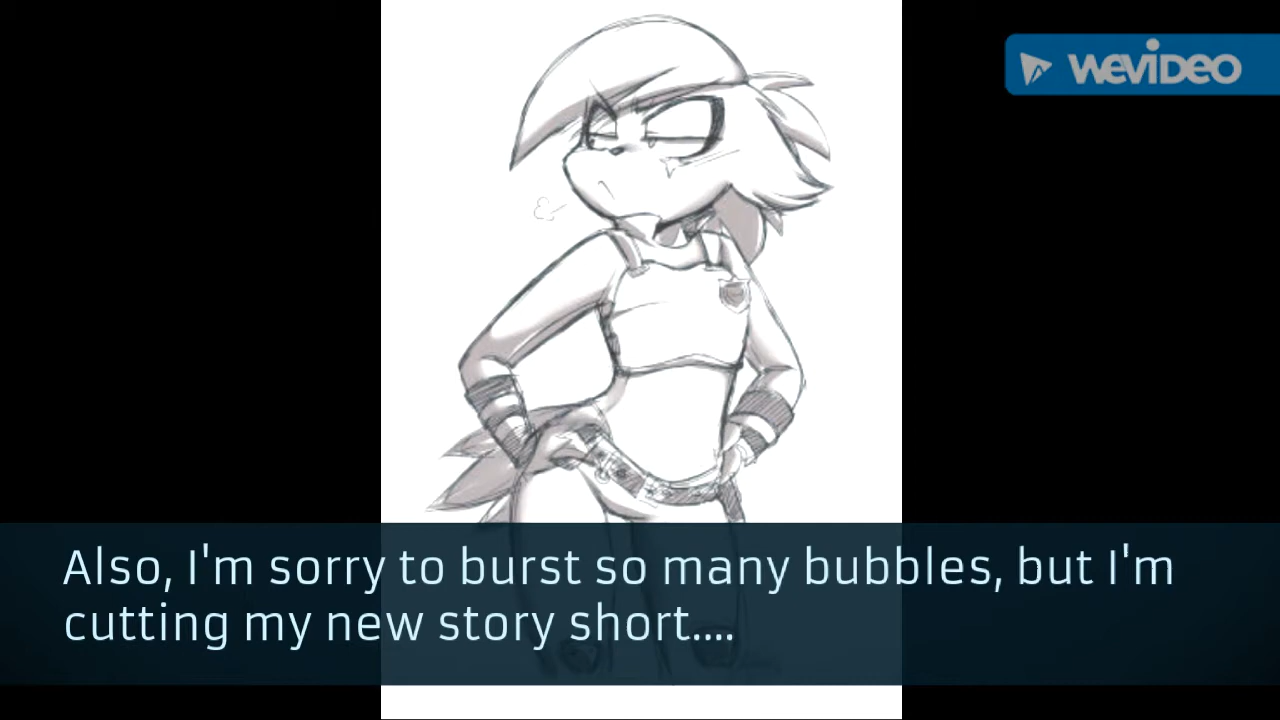 WEVIDEO
Also, I'm sorry to burst so many bubbles, but I'm
cutting my new story short....